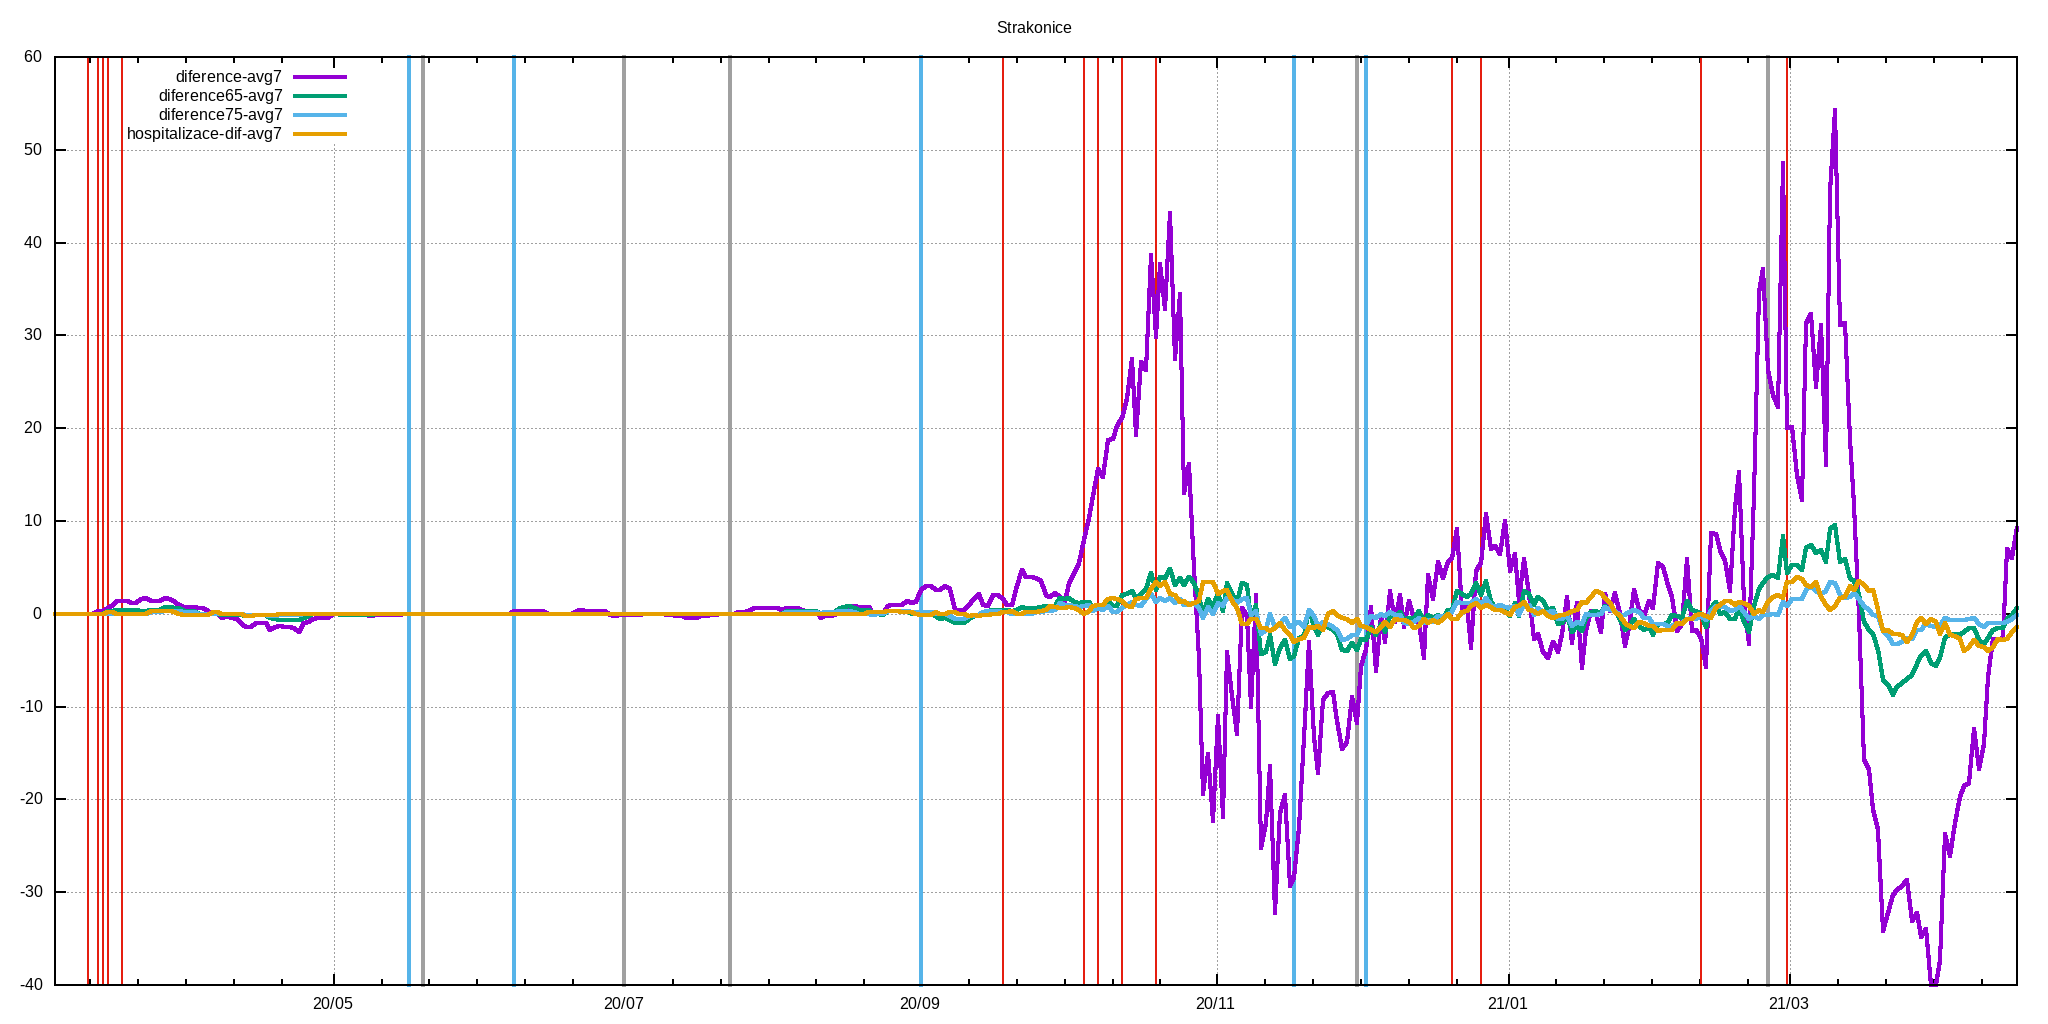 Strakonice
diference-avg7
diference65-avg7
diference75-avg7
hospitalizace-dif-avg7
60
50
40
30
20
10
0
-10
-20
-30
-40
20/05 20/07 20/09 20/11 21/01 21/03